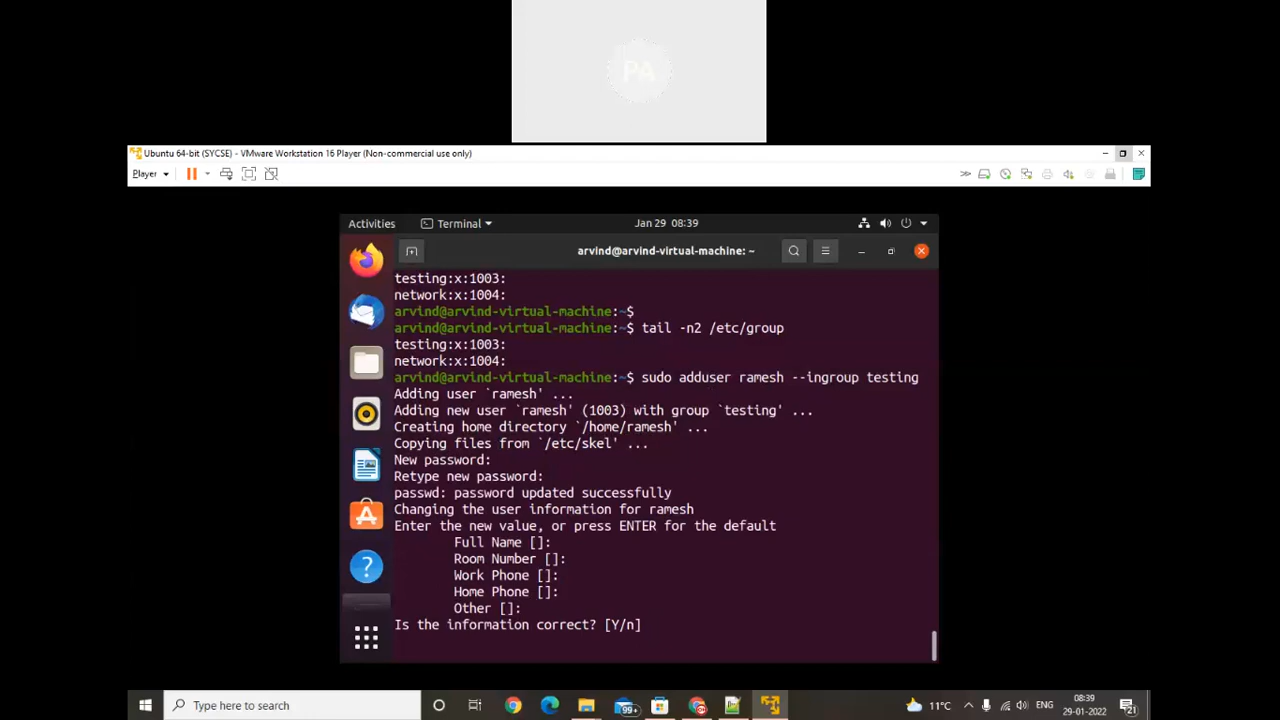 PA
Ubuntu 64-bit (SYCSE) - VMware Workstation 16 Player (Non-commercial use only)
Player
Activities
Terminal
Jan 29 08:39
arvind@arvind-virtual-machine: ~
testing:x:1003:
network:x:1004:
arvind@arvind-virtual-machine:~$
arvind@arvind-virtual-machine:~$ tail -n2 /etc/group
testing:x:1003:
network:x:1004:
arvind@arvind-virtual-machine:~$ sudo adduser ramesh --ingroup testing
Adding user `ramesh' ...
Adding new user `ramesh' (1003) with group `testing' ...
Creating home directory `/home/ramesh' ...
Copying files from `/etc/skel' ...
New password:
Retype new password:
passwd: password updated successfully
Changing the user information for ramesh
Enter the new value, or press ENTER for the default
Full Name []:
Room Number []:
Work Phone []:
Home Phone []:
Other []:
Is the information correct? [Y/n]
Type here to search
99+
11°C
ENG
08:39
29-01-2022
21